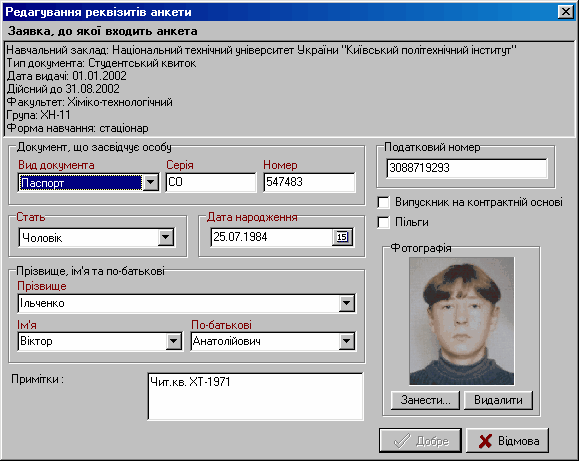 Редагування реквізитів анкети
Заявка, до якої входить анкета
Навчальний заклад: Національний технічний університет України "Київський політехнічний інститут"
Тип документа: Студентський квиток
Дата видачі: 01.01.2002
Дійсний до 31.08.2002
Факультет: Хіміко-технологічний
Група: ХН-11
Форма навчання: стаціонар
Документ, що засвідчує особу
Вид документа Серія Номер
Паспорт СО 547483
Податковий номер
3088719293
Випускник на контрактній основі
Пільги
Стать
Чоловік
Дата народження
25.07.1984 15
Прізвище, ім'я та по-батькові
Прізвище
Ільченко
Ім'я По-батькові
Віктор Анатолійович
Примітки :
Чит.кв. ХТ-1971
Фотографія
Занести... Видалити
Добре Відмова